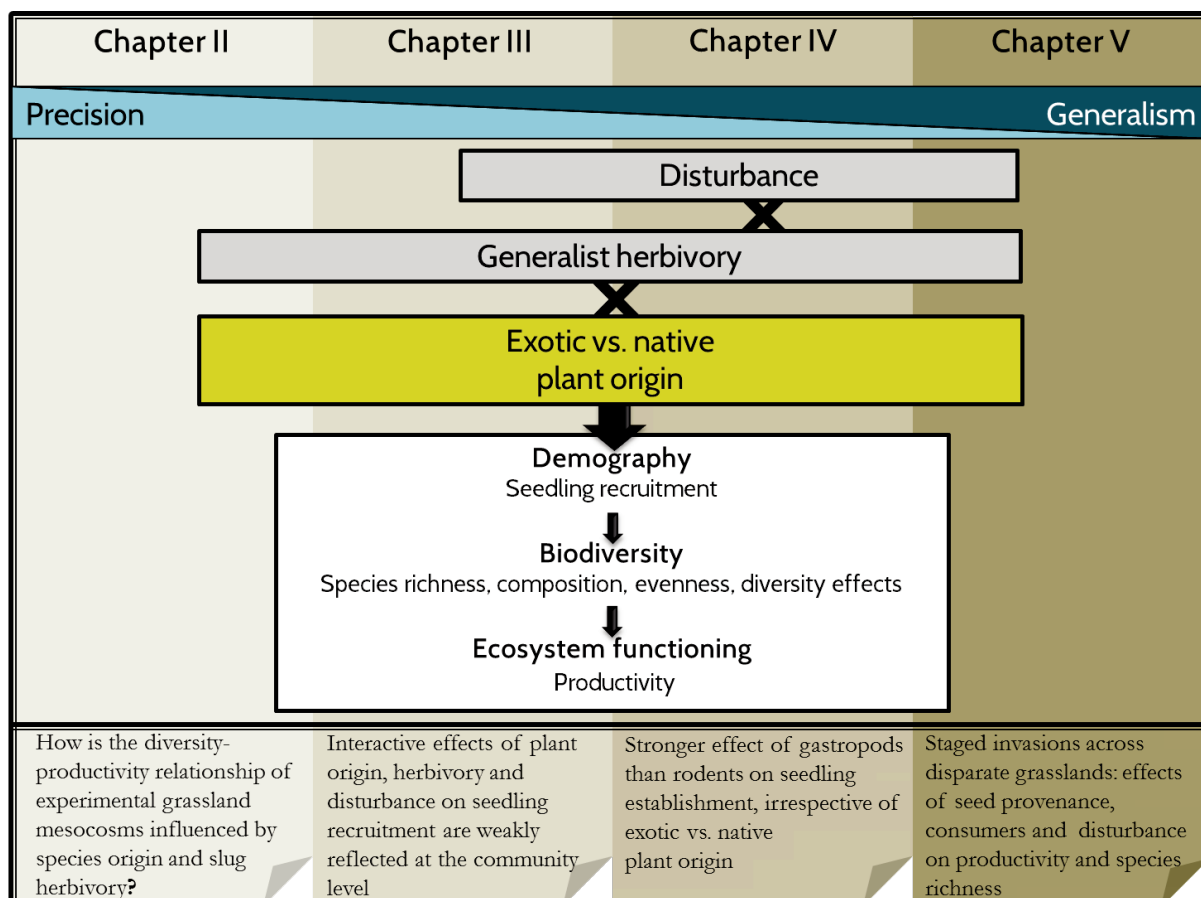 Chapter II
Chapter III
Chapter IV
Chapter V
Precision
Generalism
Disturbance
Generalist herbivory
Exotic vs. native
plant origin
Demography
Seedling recruitment
Biodiversity
Species richness, composition, evenness, diversity effects
Ecosystem functioning
Productivity
How is the diversity-
productivity relationship of
experimental grassland
mesocosms influenced by
species origin and slug
herbivory?
Interactive effects of plant
origin, herbivory and
disturbance on seedling
recruitment are weakly
reflected at the community
level
Stronger effect of gastropods
than rodents on seedling
establishment, irrespective of
exotic vs. native
plant origin
Staged invasions across
disparate grasslands: effects
of seed provenance,
consumers and disturbance
on productivity and species
richness